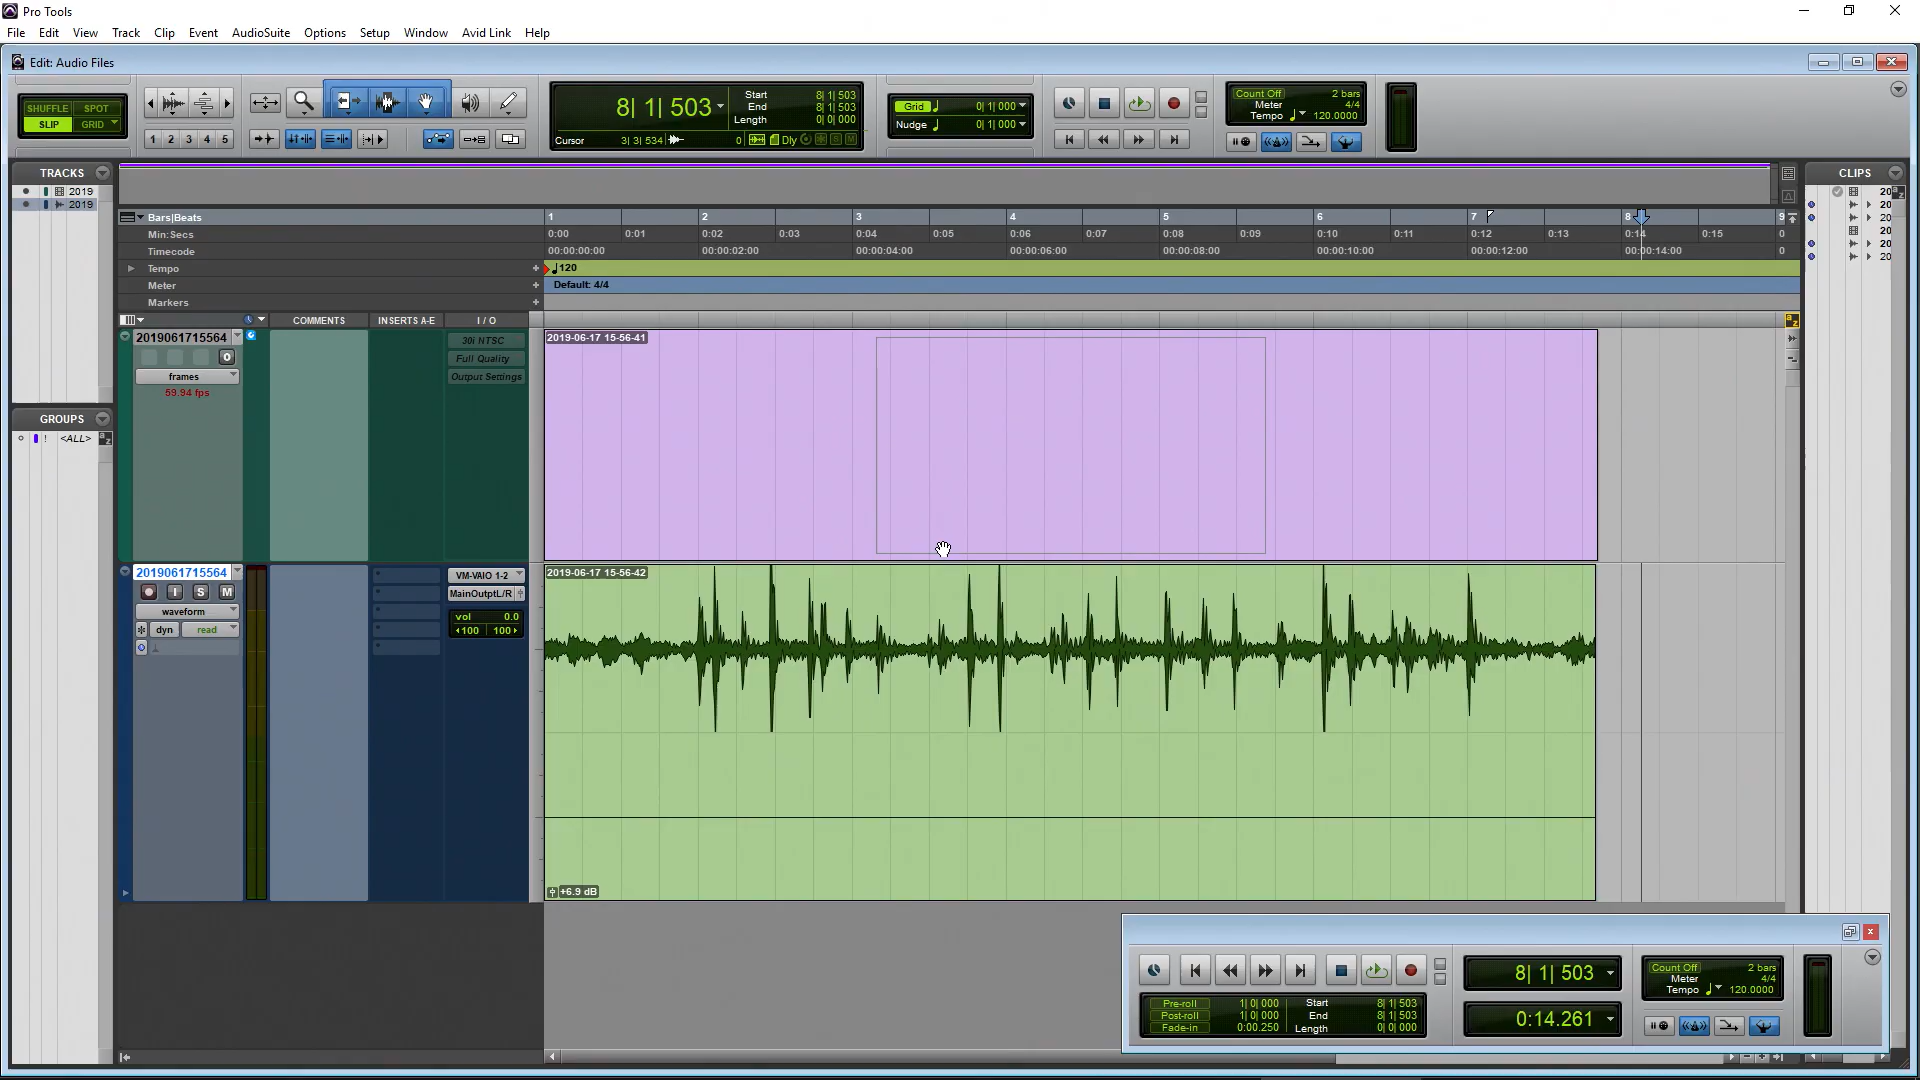 Pro Tools
File Edit View Track Clip Event AudioSuite Options Setup Window Avid Link Help
Edit: Audio Files
SHUFFLE SPOT
SLIP GRID
1 2 3 4 5
8| 1| 503
Start 8| 1| 503
End 8| 1| 503
Length 0| 0| 000
Cursor 3| 3| 534 0 Dly S M
Grid 0| 1| 000
Nudge 0| 1| 000
Count Off 2 bars
Meter 4/4
Tempo 120.0000
TRACKS
2019
2019
GROUPS
! <ALL>
CLIPS
20
20
20
20
20
20
Bars|Beats 1 2 3 4 5 6 7 8 9
Min:Secs 0:00 0:01 0:02 0:03 0:04 0:05 0:06 0:07 0:08 0:09 0:10 0:11 0:12 0:13 0:14 0:15 0
Timecode 00:00:00:00 00:00:02:00 00:00:04:00 00:00:06:00 00:00:08:00 00:00:10:00 00:00:12:00 00:00:14:00 0
Tempo + 120
Meter + Default: 4/4
Markers +
COMMENTS INSERTS A-E I / O
2019061715564
O
frames
59.94 fps
30i NTSC
Full Quality
Output Settings
2019-06-17 15-56-41
2019061715564
I S M
waveform
dyn read
VM-VAIO 1-2
MainOutptL/R
vol 0.0
100 100
2019-06-17 15-56-42
+6.9 dB
Pre-roll 1| 0| 000
Post-roll 1| 0| 000
Fade-in 0:00.250
Start 8| 1| 503
End 8| 1| 503
Length 0| 0| 000
8| 1| 503
0:14.261
Count Off 2 bars
Meter 4/4
Tempo 120.0000